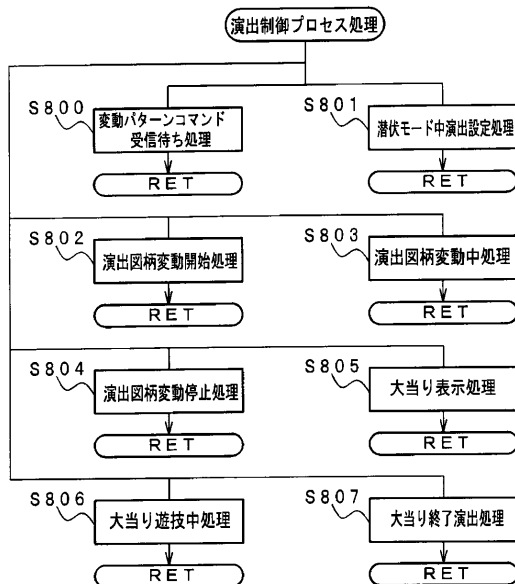 演出制御プロセス処理
S800
変動パターンコマンド
受信待ち処理
RET
S801
潜伏モード中演出設定処理
RET
S802
演出図柄変動開始処理
RET
S803
演出図柄変動中処理
RET
S804
演出図柄変動停止処理
RET
S805
大当り表示処理
RET
S806
大当り遊技中処理
RET
S807
大当り終了演出処理
RET